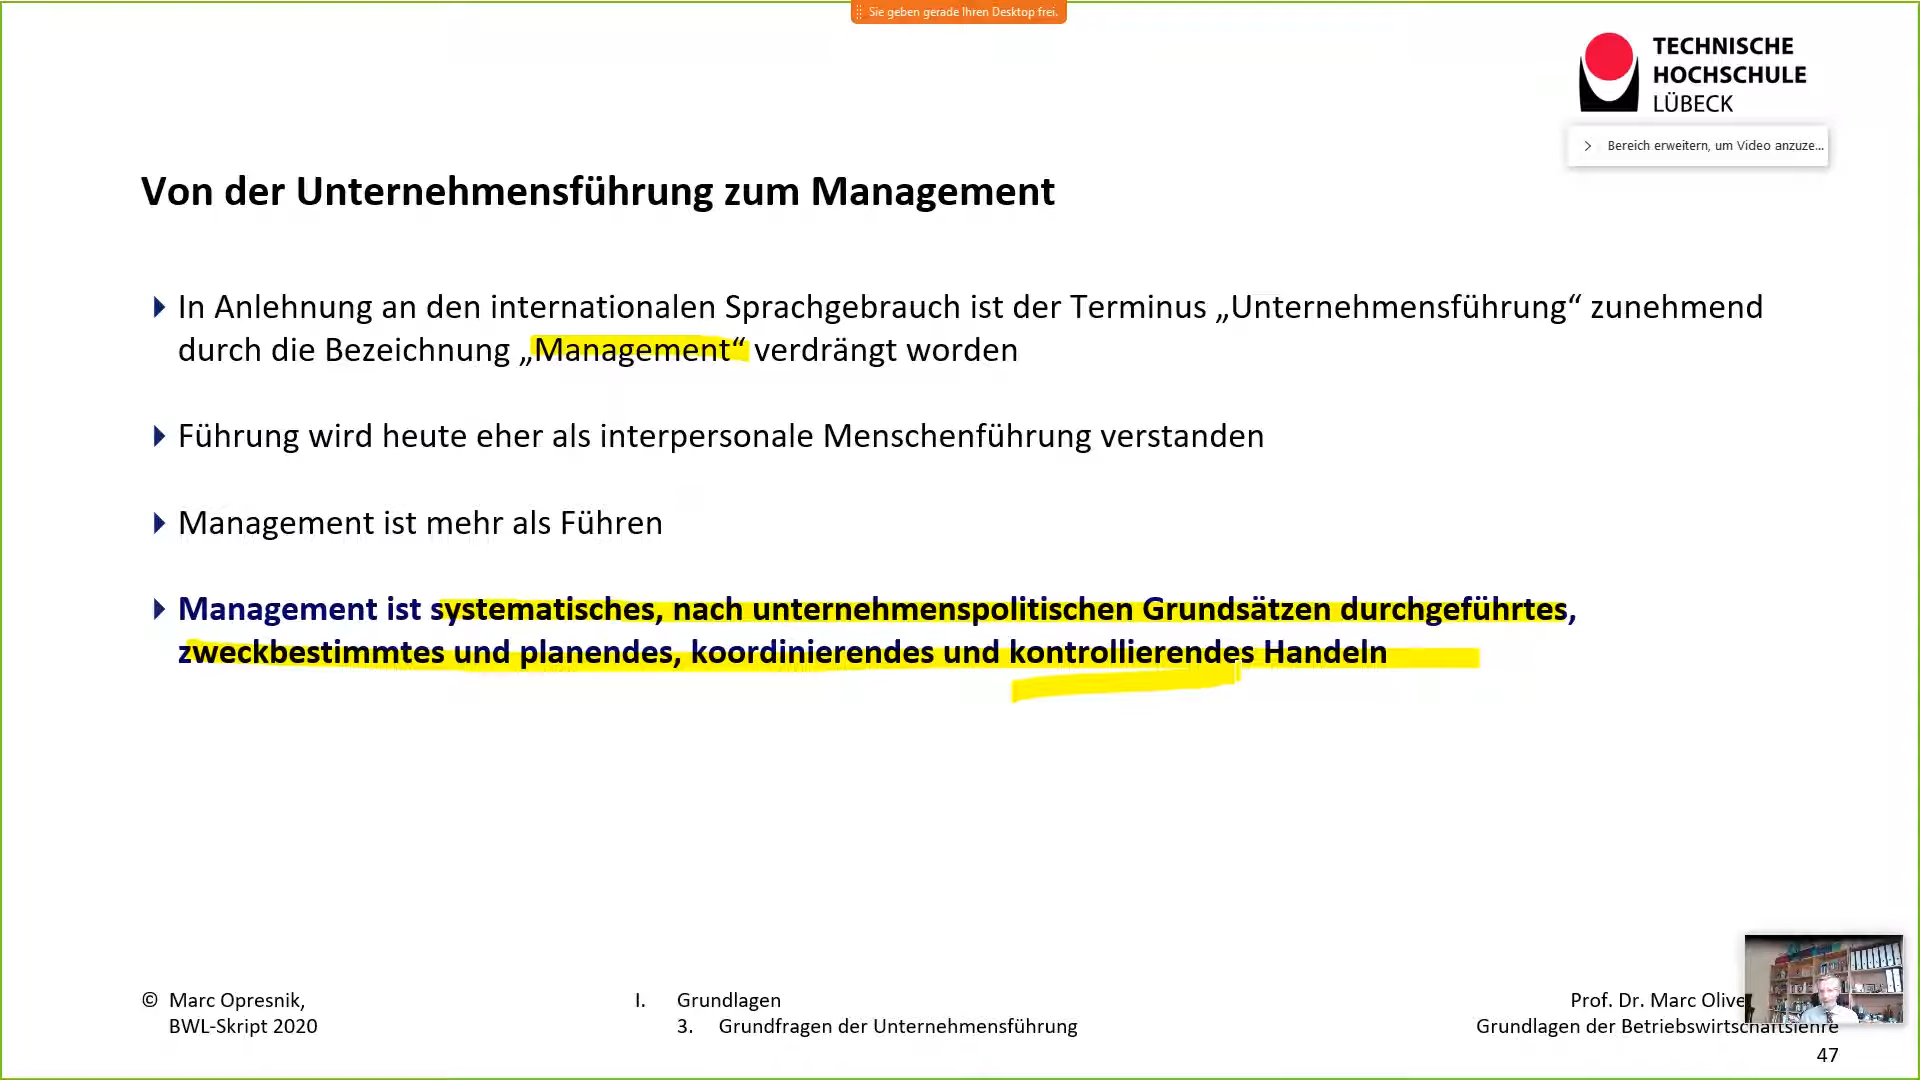 Sie geben gerade Ihren Desktop frei.
TECHNISCHE
HOCHSCHULE
LÜBECK
Bereich erweitern, um Video anzuze...
Von der Unternehmensführung zum Management
In Anlehnung an den internationalen Sprachgebrauch ist der Terminus „Unternehmensführung“ zunehmend
durch die Bezeichnung „Management“ verdrängt worden
Führung wird heute eher als interpersonale Menschenführung verstanden
Management ist mehr als Führen
Management ist systematisches, nach unternehmenspolitischen Grundsätzen durchgeführtes,
zweckbestimmtes und planendes, koordinierendes und kontrollierendes Handeln
© Marc Opresnik,
BWL-Skript 2020
I. Grundlagen
3. Grundfragen der Unternehmensführung
Prof. Dr. Marc Olive
Grundlagen der Betriebswirtschaftslehre
47